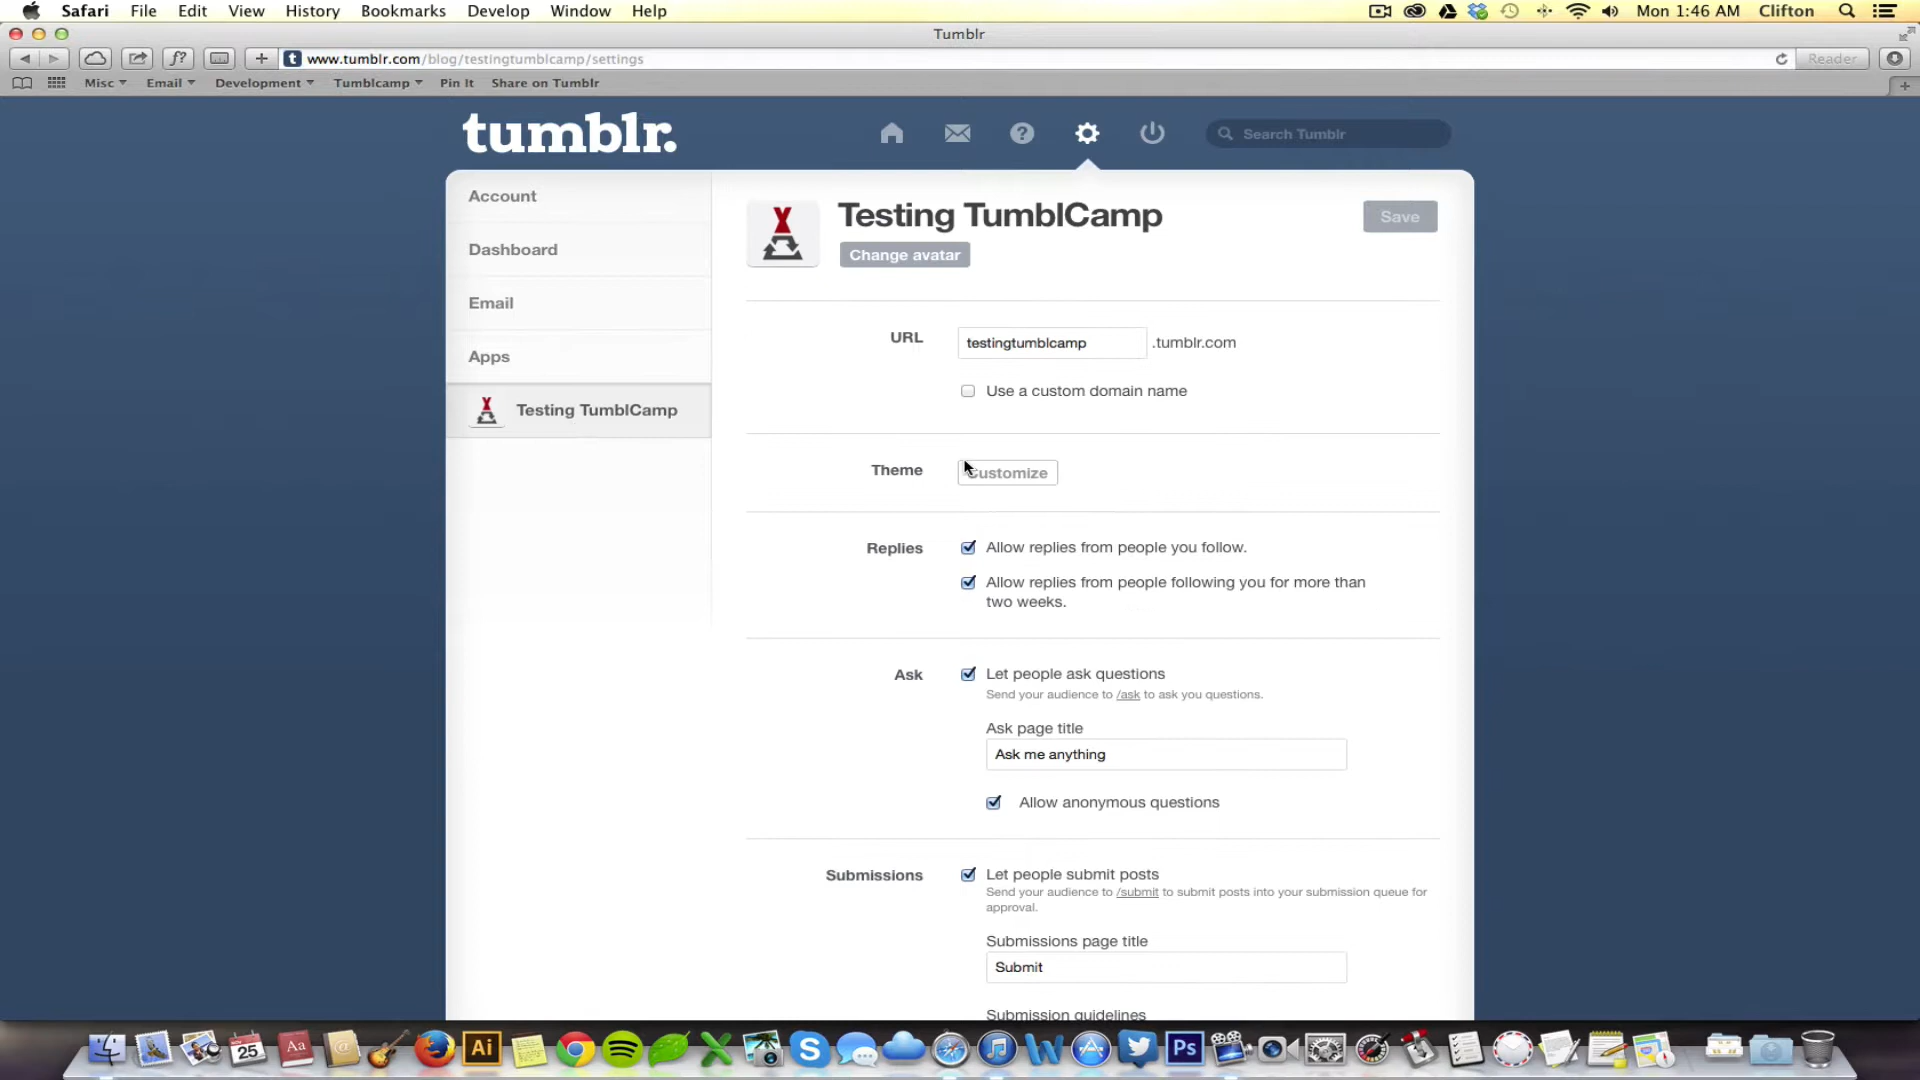 Safari File Edit View History Bookmarks Develop Window Help Mon 1:46 AM Clifton
Tumblr
www.tumblr.com/blog/testingtumblcamp/settings Reader
Misc Email Development Tumblcamp Pin It Share on Tumblr
tumblr. Search Tumblr
Account
Dashboard
Email
Apps
Testing TumblCamp
Testing TumblCamp
Save
Change avatar
URL testingtumblcamp .tumblr.com
Use a custom domain name
Theme Customize
Replies Allow replies from people you follow.
Allow replies from people following you for more than
two weeks.
Ask Let people ask questions
Send your audience to /ask to ask you questions.
Ask page title
Ask me anything
Allow anonymous questions
Submissions Let people submit posts
Send your audience to /submit to submit posts into your submission queue for
approval.
Submissions page title
Submit
Submission guidelines
25 Aa Ai Ps